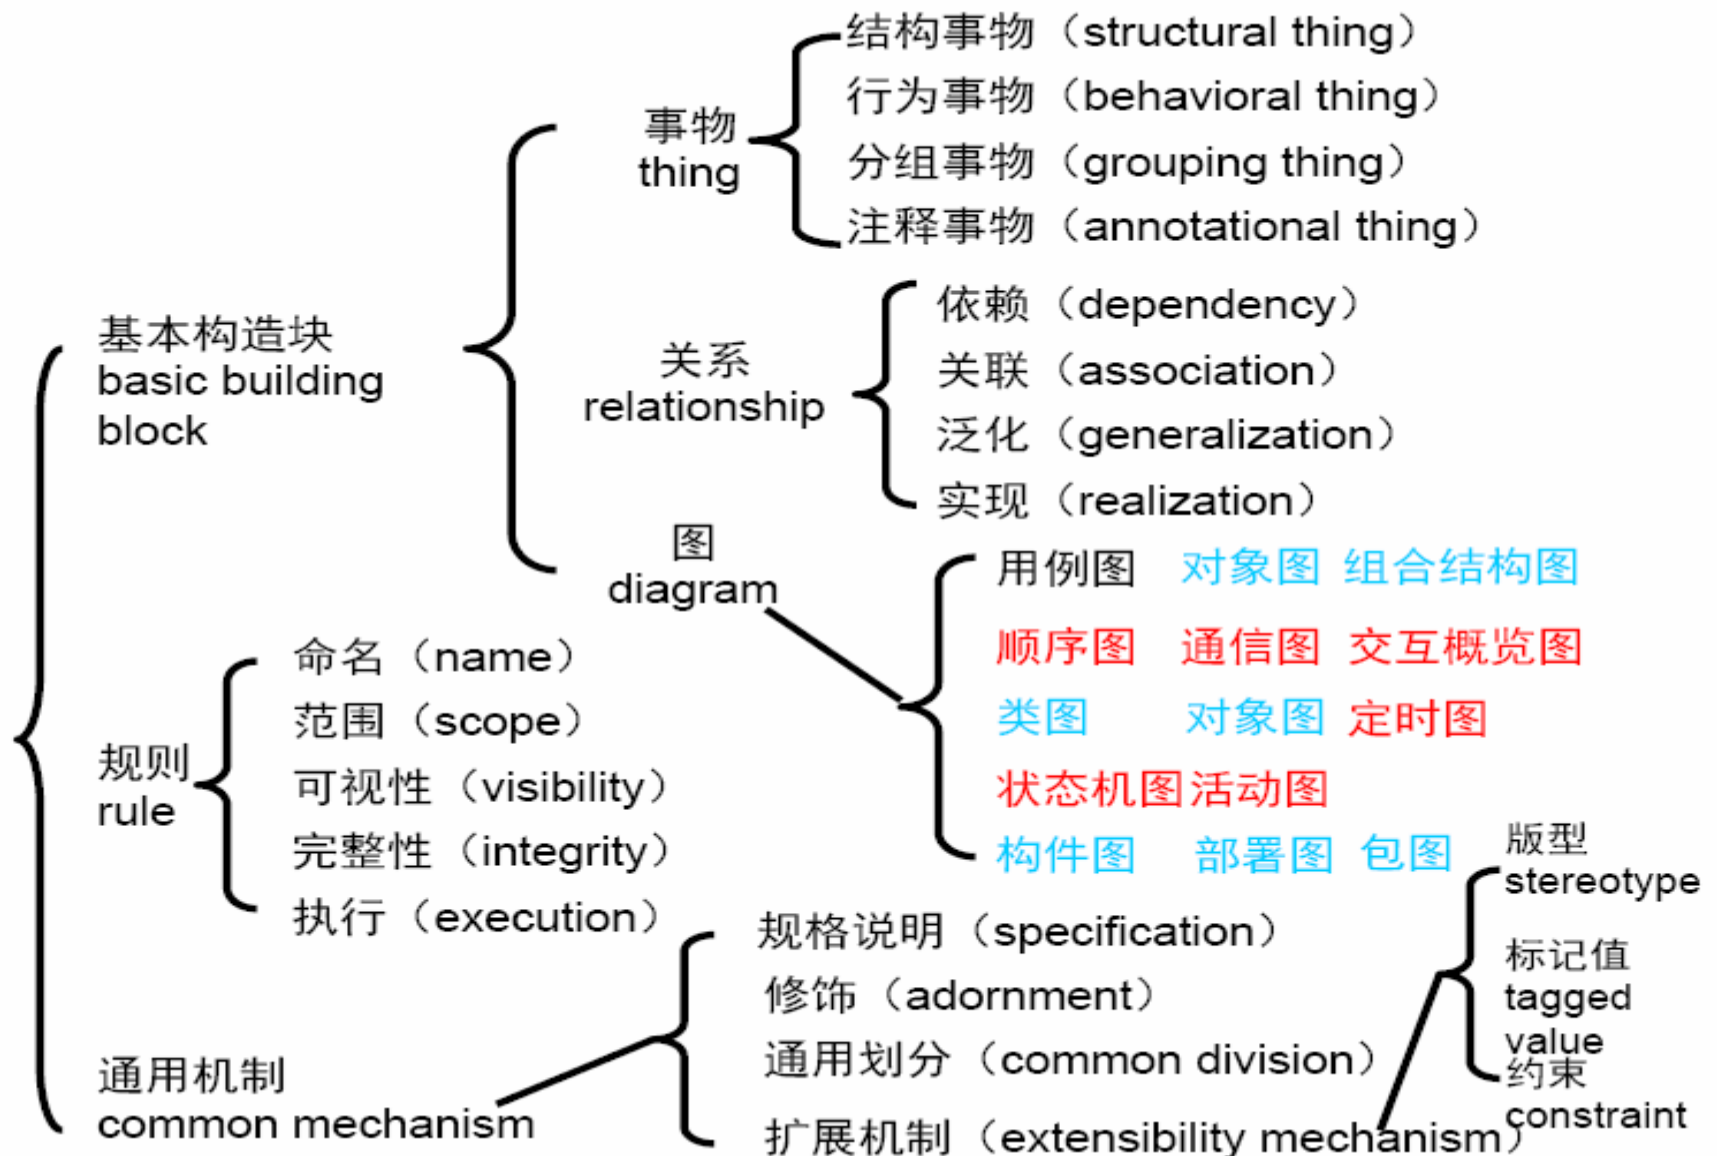 结构事物（structural thing）
行为事物（behavioral thing）
事物
thing
分组事物（grouping thing）
注释事物（annotational thing）
基本构造块
basic building
block
关系
relationship
依赖（dependency）
关联（association）
泛化（generalization）
实现（realization）
图
diagram
用例图 对象图 组合结构图
顺序图 通信图 交互概览图
类图 对象图 定时图
状态机图 活动图
构件图 部署图 包图
规则
rule
命名（name）
范围（scope）
可视性（visibility）
完整性（integrity）
执行（execution）
通用机制
common mechanism
规格说明（specification）
修饰（adornment）
通用划分（common division）
扩展机制（extensibility mechanism）
版型
stereotype
标记值
tagged
value
约束
constraint